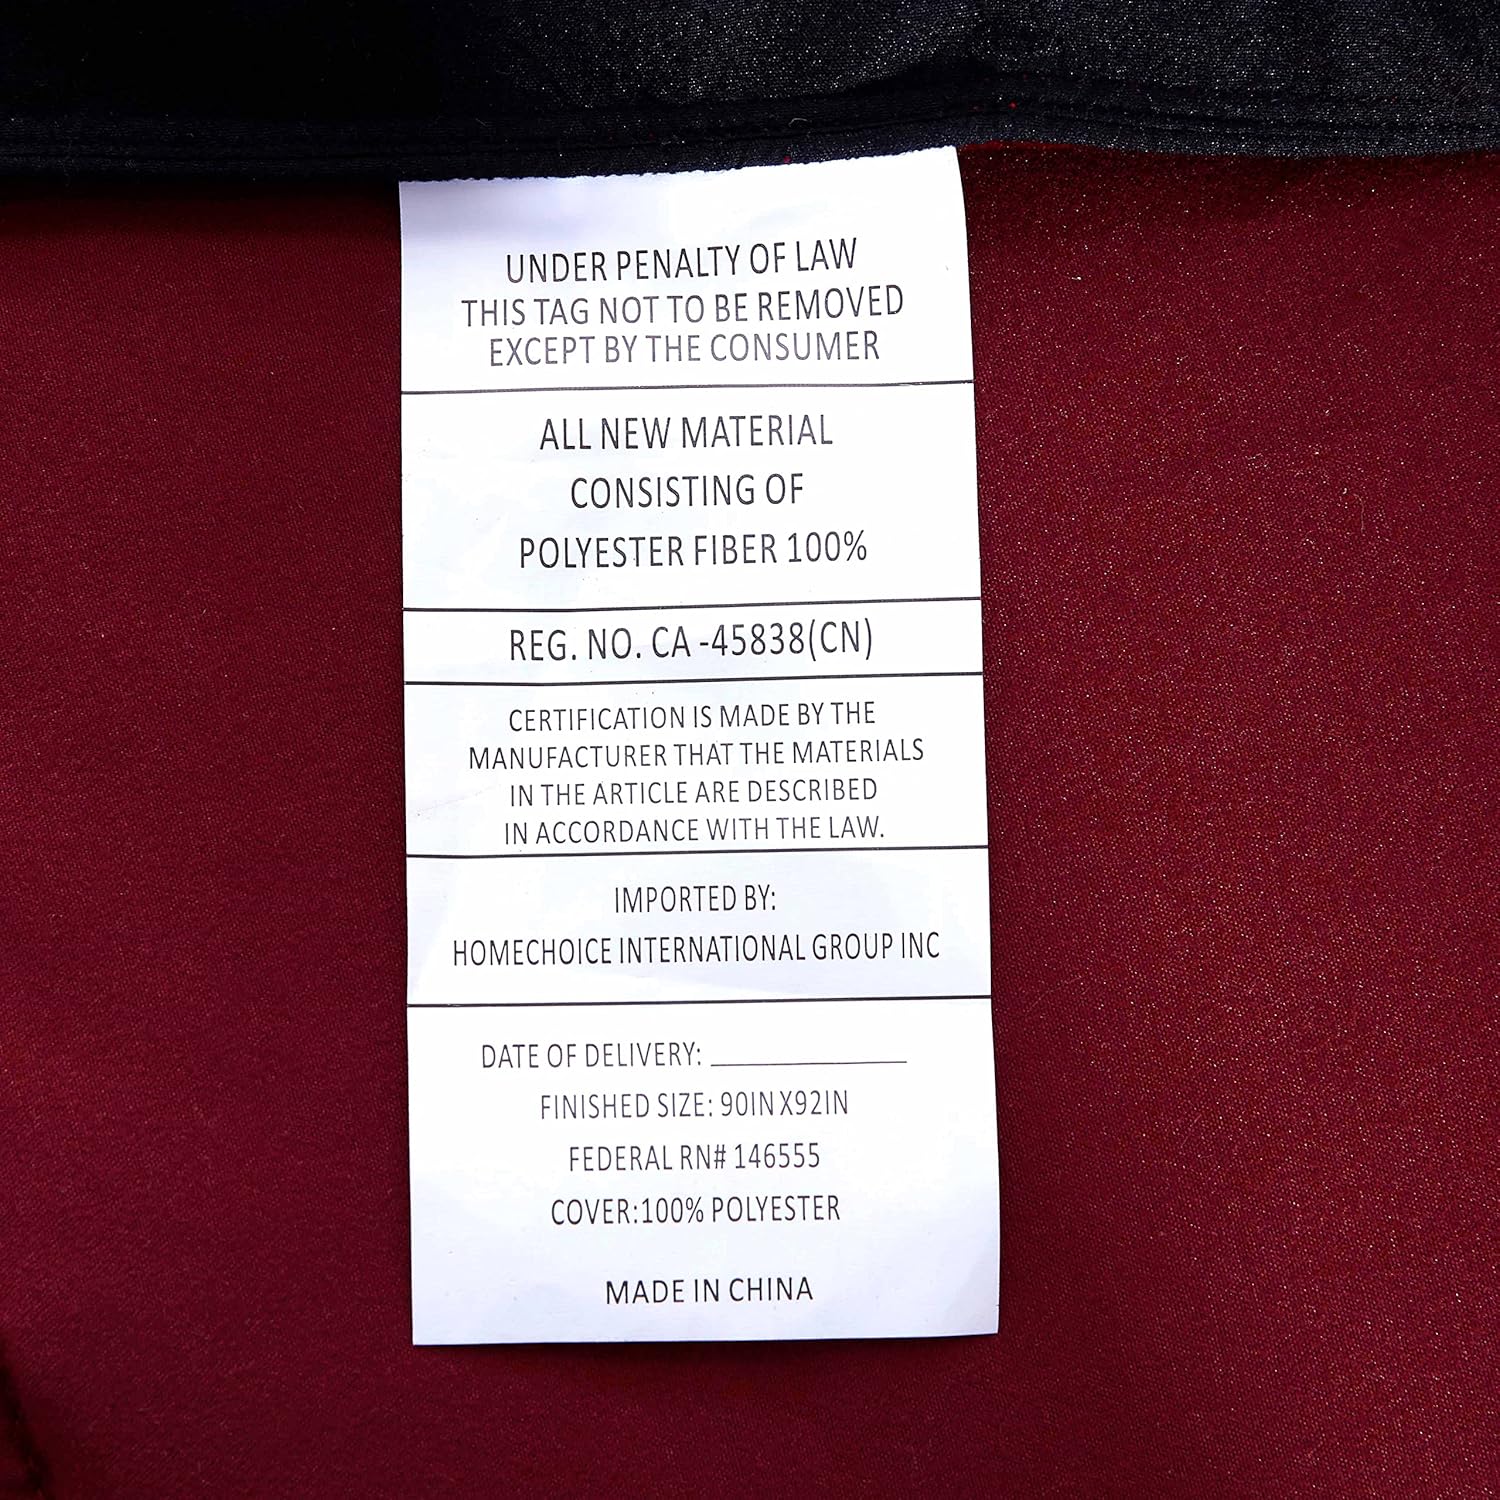 UNDER PENALTY OF LAW
THIS TAG NOT TO BE REMOVED
EXCEPT BY THE CONSUMER
ALL NEW MATERIAL
CONSISTING OF
POLYESTER FIBER 100%
REG. NO. CA -45838(CN)
CERTIFICATION IS MADE BY THE
MANUFACTURER THAT THE MATERIALS
IN THE ARTICLE ARE DESCRIBED
IN ACCORDANCE WITH THE LAW.
IMPORTED BY:
HOMECHOICE INTERNATIONAL GROUP INC
DATE OF DELIVERY: ____________
FINISHED SIZE: 90IN X92IN
FEDERAL RN# 146555
COVER:100% POLYESTER
MADE IN CHINA